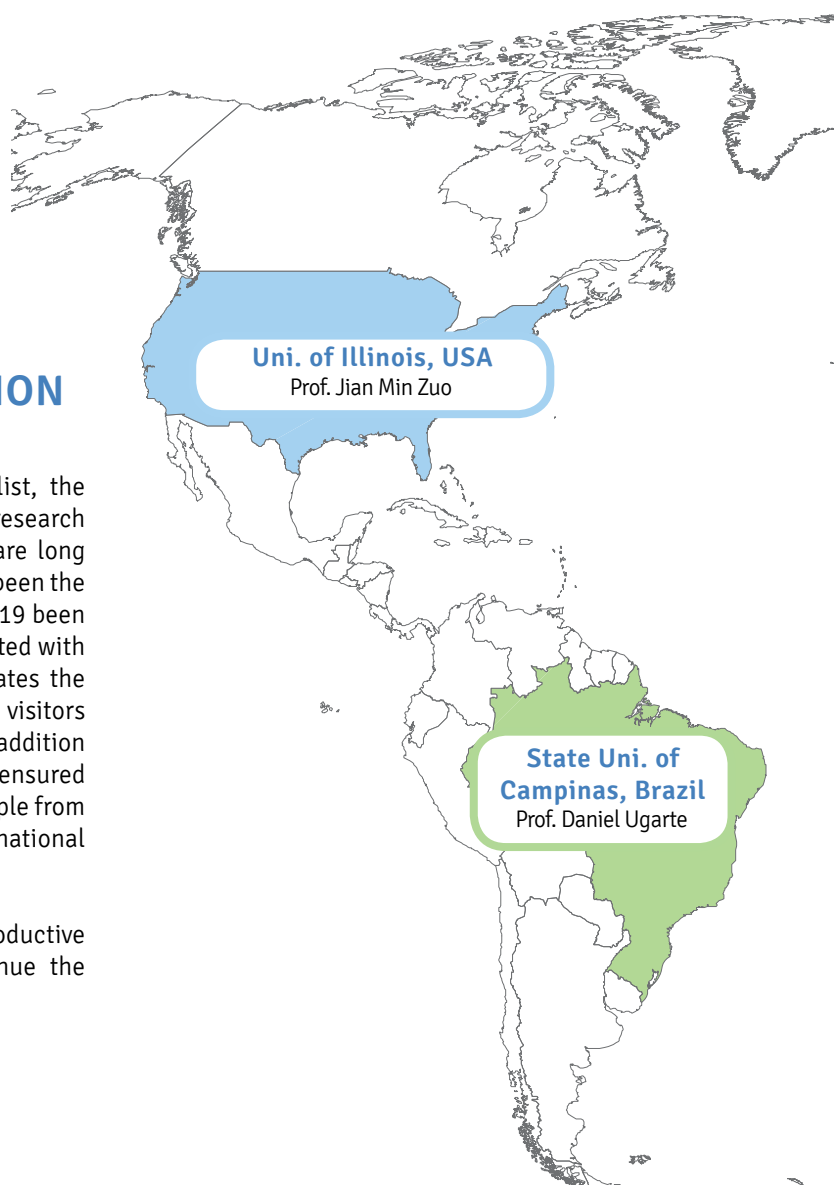 ION
list, the
research
are long
been the
19 been
ted with
ates the
visitors
addition
ensured
ple from
national
oductive
nue the
Uni. of Illinois, USA
Prof. Jian Min Zuo
State Uni. of
Campinas, Brazil
Prof. Daniel Ugarte